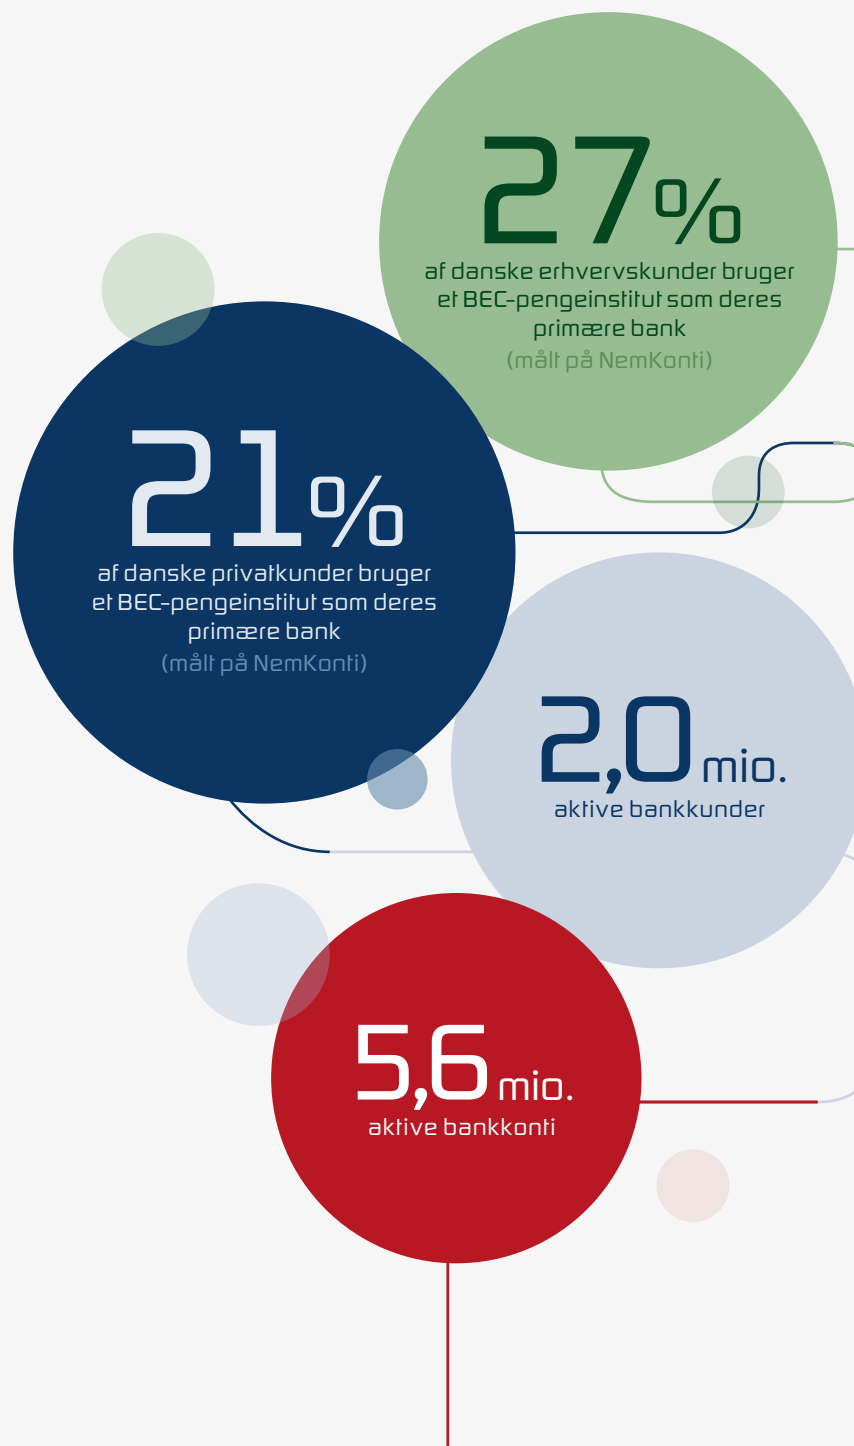 27%
af danske erhvervskunder bruger
et BEC-pengeinstitut som deres
primære bank
(målt på NemKonti)
21%
af danske privatkunder bruger
et BEC-pengeinstitut som deres
primære bank
(målt på NemKonti)
2,0 mio.
aktive bankkunder
5,6 mio.
aktive bankkonti